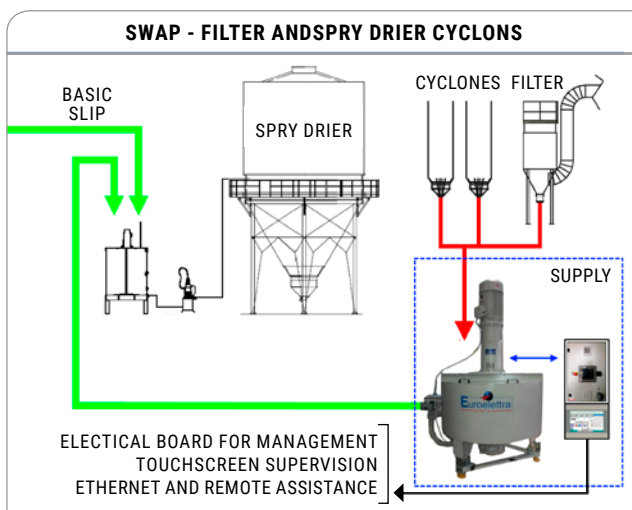 SWAP - FILTER ANDSPRY DRIER CYCLONS
BASIC
SLIP
SPRY DRIER
CYCLONES
FILTER
SUPPLY
Euroelettra
ELECTICAL BOARD FOR MANAGEMENT
TOUCHSCREEN SUPERVISION
ETHERNET AND REMOTE ASSISTANCE